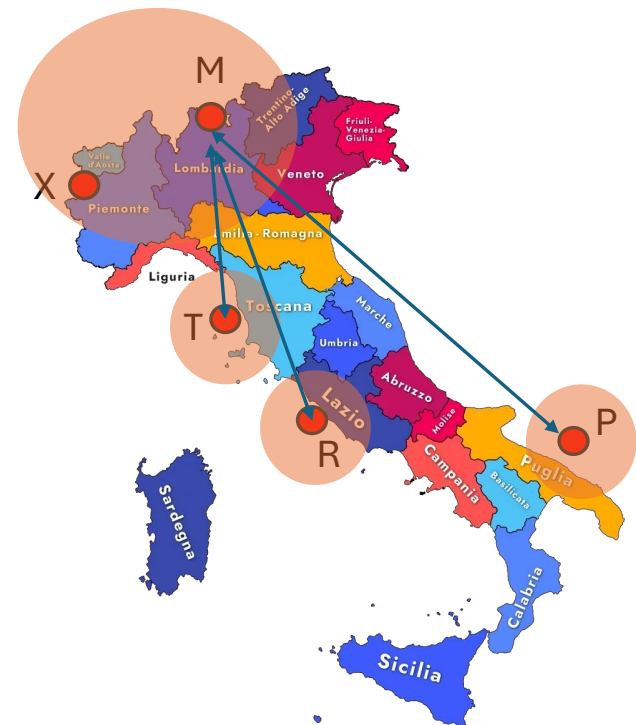 M
Trentino-
Alto Adige
Friuli-
Venezia-
Giulia
Valle
d'Aosta
Lombardia
Veneto
X
Piemonte
Emilia-Romagna
Liguria
Toscana
T
Marche
Umbria
Abruzzo
Lazio
Molise
R
P
Puglia
Campania
Basilicata
Sardegna
Calabria
Sicilia